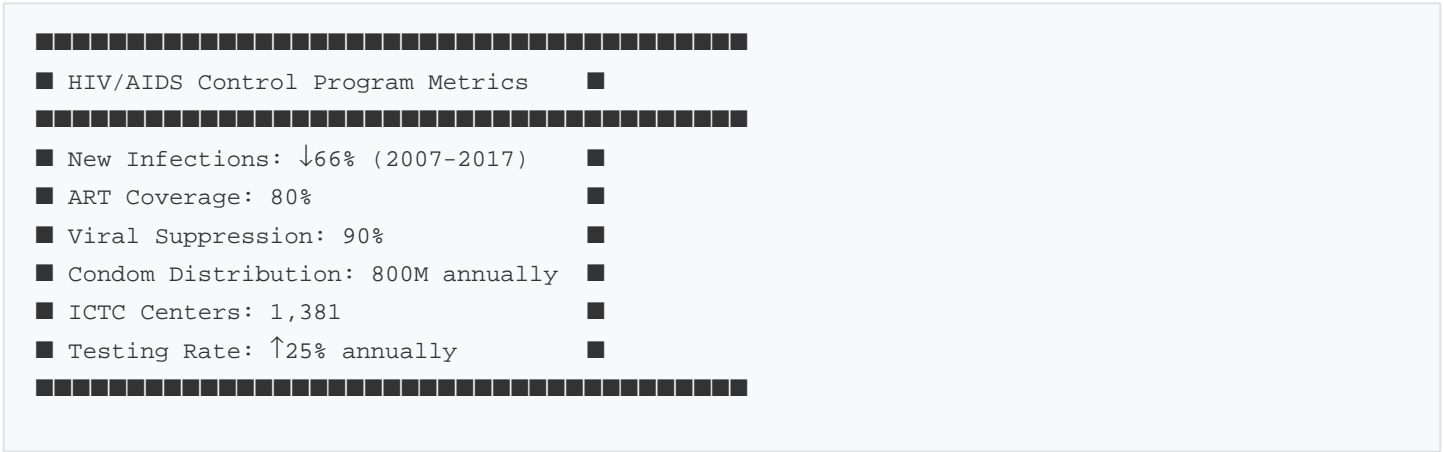 ■■■■■■■■■■■■■■■■■■■■■■■■■■■■■■■■■■■■■■■
■ HIV/AIDS Control Program Metrics ■
■■■■■■■■■■■■■■■■■■■■■■■■■■■■■■■■■■■■■■■
■ New Infections: ↓66% (2007-2017) ■
■ ART Coverage: 80% ■
■ Viral Suppression: 90% ■
■ Condom Distribution: 800M annually ■
■ ICTC Centers: 1,381 ■
■ Testing Rate: ↑25% annually ■
■■■■■■■■■■■■■■■■■■■■■■■■■■■■■■■■■■■■■■■